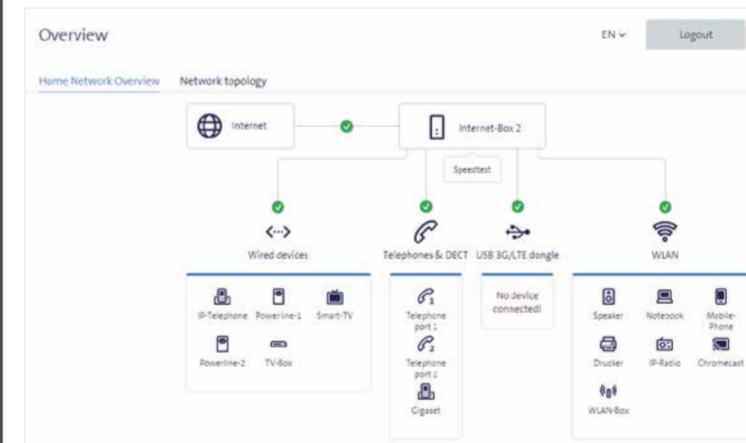 Overview
EN
Logout
Home Network Overview
Network topology
Internet
Internet-Box 2
Speedtest
Wired devices
Telephones & DECT
USB 3G/LTE dongle
WLAN
IP-Telephone
Powerline-1
Smart-TV
Powerline-2
TV-Box
1
Telephone
port 1
2
Telephone
port 2
Gigaset
No device
connected!
Speaker
Notebook
Mobile-
Phone
Drucker
IP-Radio
Chromecast
WLAN-Box